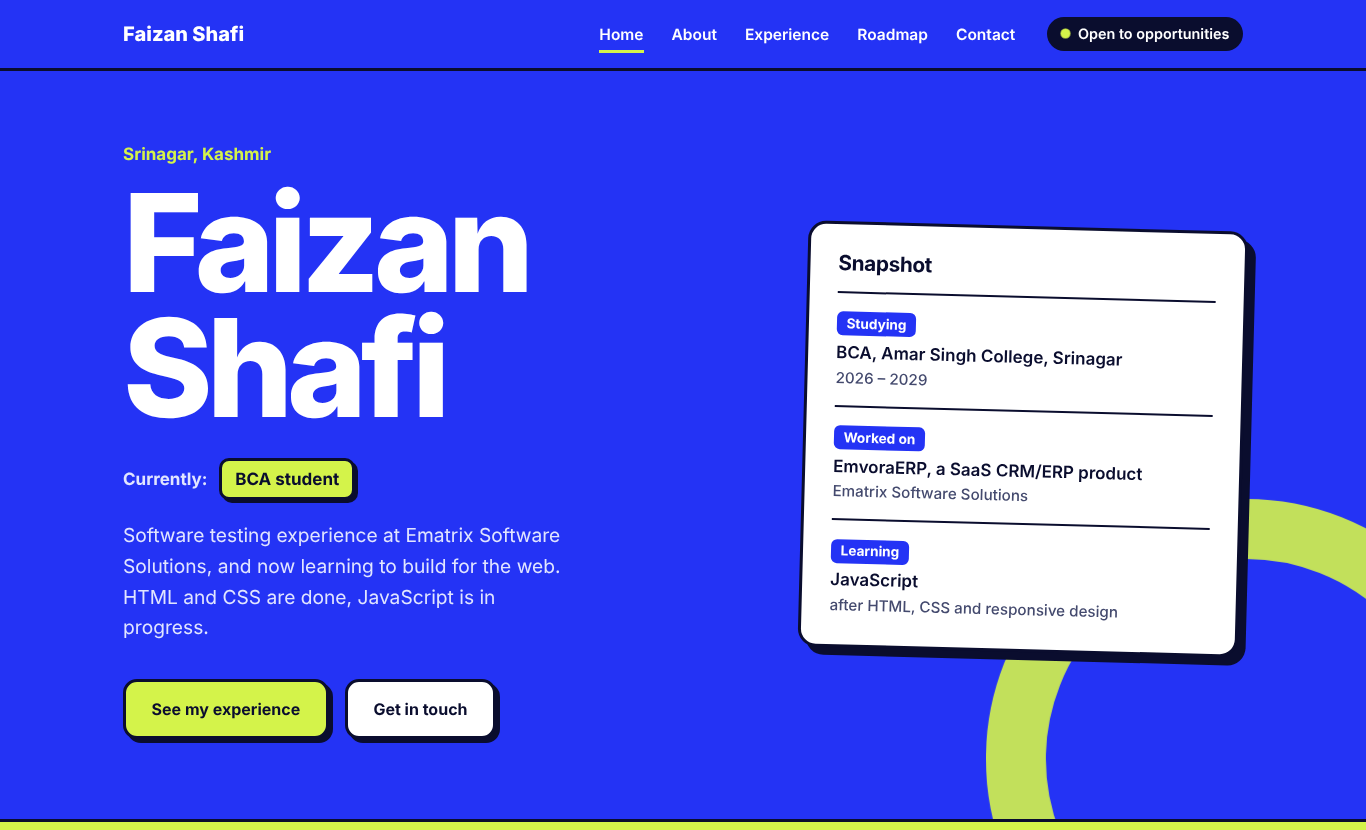 Faizan Shafi
Home
About
Experience
Roadmap
Contact
Open to opportunities
Srinagar, Kashmir
Faizan
Shafi
Currently:
BCA student
Software testing experience at Ematrix Software
Solutions, and now learning to build for the web.
HTML and CSS are done, JavaScript is in
progress.
See my experience
Get in touch
Snapshot
Studying
BCA, Amar Singh College, Srinagar
2026 – 2029
Worked on
EmvoraERP, a SaaS CRM/ERP product
Ematrix Software Solutions
Learning
JavaScript
after HTML, CSS and responsive design